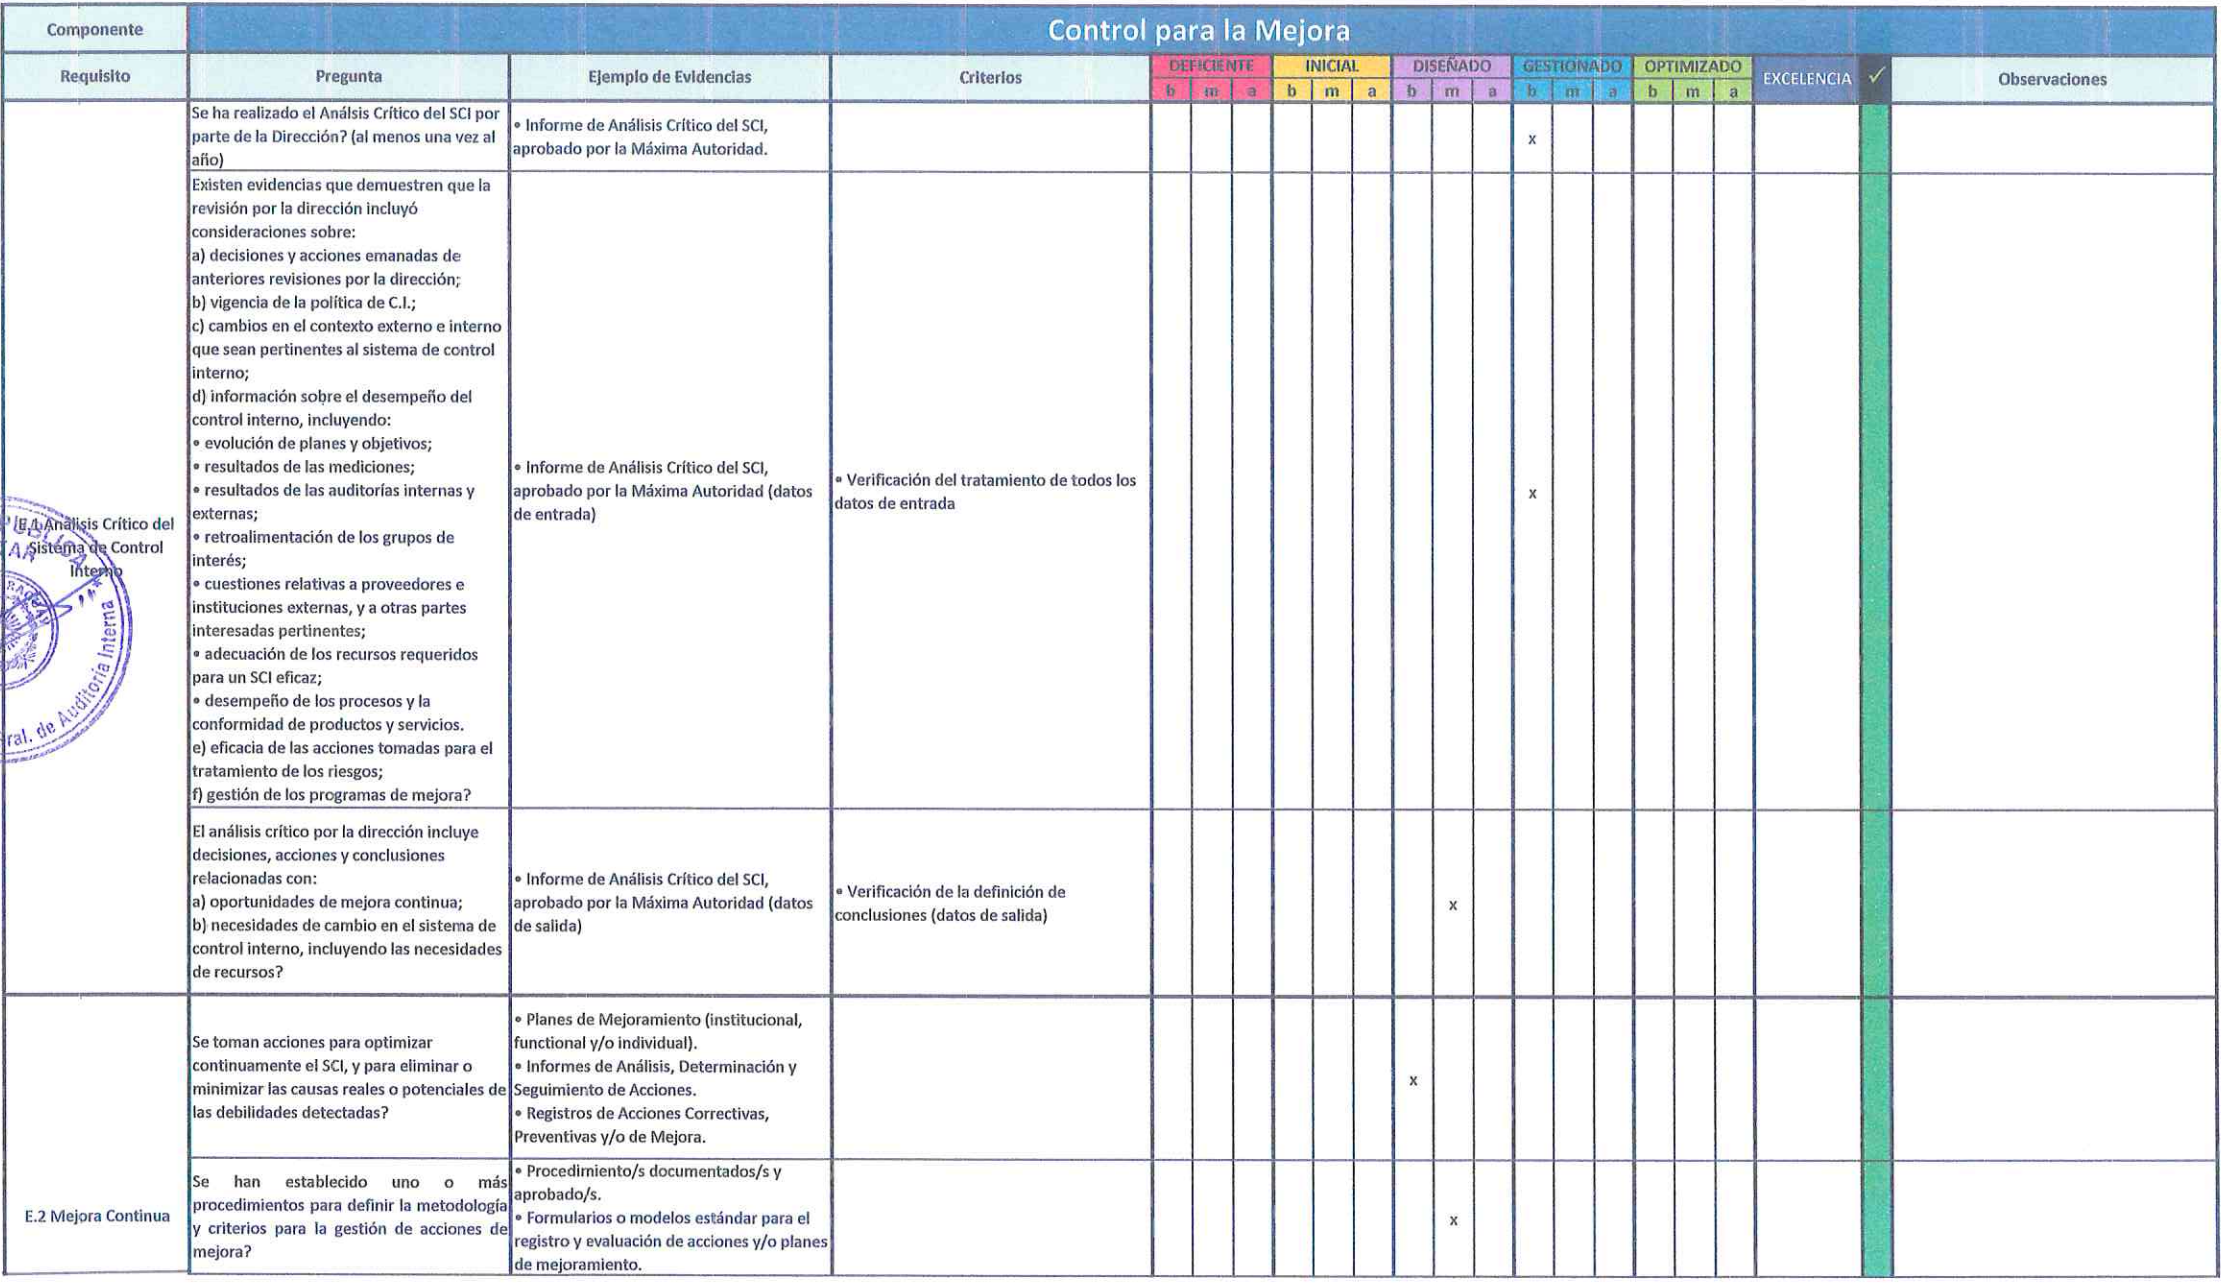 Componente
Control para la Mejora
Requisito
Pregunta
Ejemplo de Evidencias
Criterios
DEFICIENTE
INICIAL
DISEÑADO
GESTIONADO
OPTIMIZADO
EXCELENCIA
✓
Observaciones
b m a b m a b m a b m a b m a
Se ha realizado el Análsis Crítico del SCI por
parte de la Dirección? (al menos una vez al
año)
• Informe de Análisis Crítico del SCI,
aprobado por la Máxima Autoridad.
x
E.1 Análisis Crítico del
Sistema de Control
Interno
Existen evidencias que demuestren que la
revisión por la dirección incluyó
consideraciones sobre:
a) decisiones y acciones emanadas de
anteriores revisiones por la dirección;
b) vigencia de la política de C.I.;
c) cambios en el contexto externo e interno
que sean pertinentes al sistema de control
interno;
d) información sobre el desempeño del
control interno, incluyendo:
• evolución de planes y objetivos;
• resultados de las mediciones;
• resultados de las auditorías internas y
externas;
• retroalimentación de los grupos de
interés;
• cuestiones relativas a proveedores e
instituciones externas, y a otras partes
interesadas pertinentes;
• adecuación de los recursos requeridos
para un SCI eficaz;
• desempeño de los procesos y la
conformidad de productos y servicios.
e) eficacia de las acciones tomadas para el
tratamiento de los riesgos;
f) gestión de los programas de mejora?
• Informe de Análisis Crítico del SCI,
aprobado por la Máxima Autoridad (datos
de entrada)
• Verificación del tratamiento de todos los
datos de entrada
x
El análisis crítico por la dirección incluye
decisiones, acciones y conclusiones
relacionadas con:
a) oportunidades de mejora continua;
b) necesidades de cambio en el sistema de
control interno, incluyendo las necesidades
de recursos?
• Informe de Análisis Crítico del SCI,
aprobado por la Máxima Autoridad (datos
de salida)
• Verificación de la definición de
conclusiones (datos de salida)
x
E.2 Mejora Continua
Se toman acciones para optimizar
continuamente el SCI, y para eliminar o
minimizar las causas reales o potenciales de
las debilidades detectadas?
• Planes de Mejoramiento (institucional,
functional y/o individual).
• Informes de Análisis, Determinación y
Seguimiento de Acciones.
• Registros de Acciones Correctivas,
Preventivas y/o de Mejora.
x
Se han establecido uno o más
procedimientos para definir la metodología
y criterios para la gestión de acciones de
mejora?
• Procedimiento/s documentados/s y
aprobado/s.
• Formularios o modelos estándar para el
registro y evaluación de acciones y/o planes
de mejoramiento.
x
ral. de Auditoría Interna